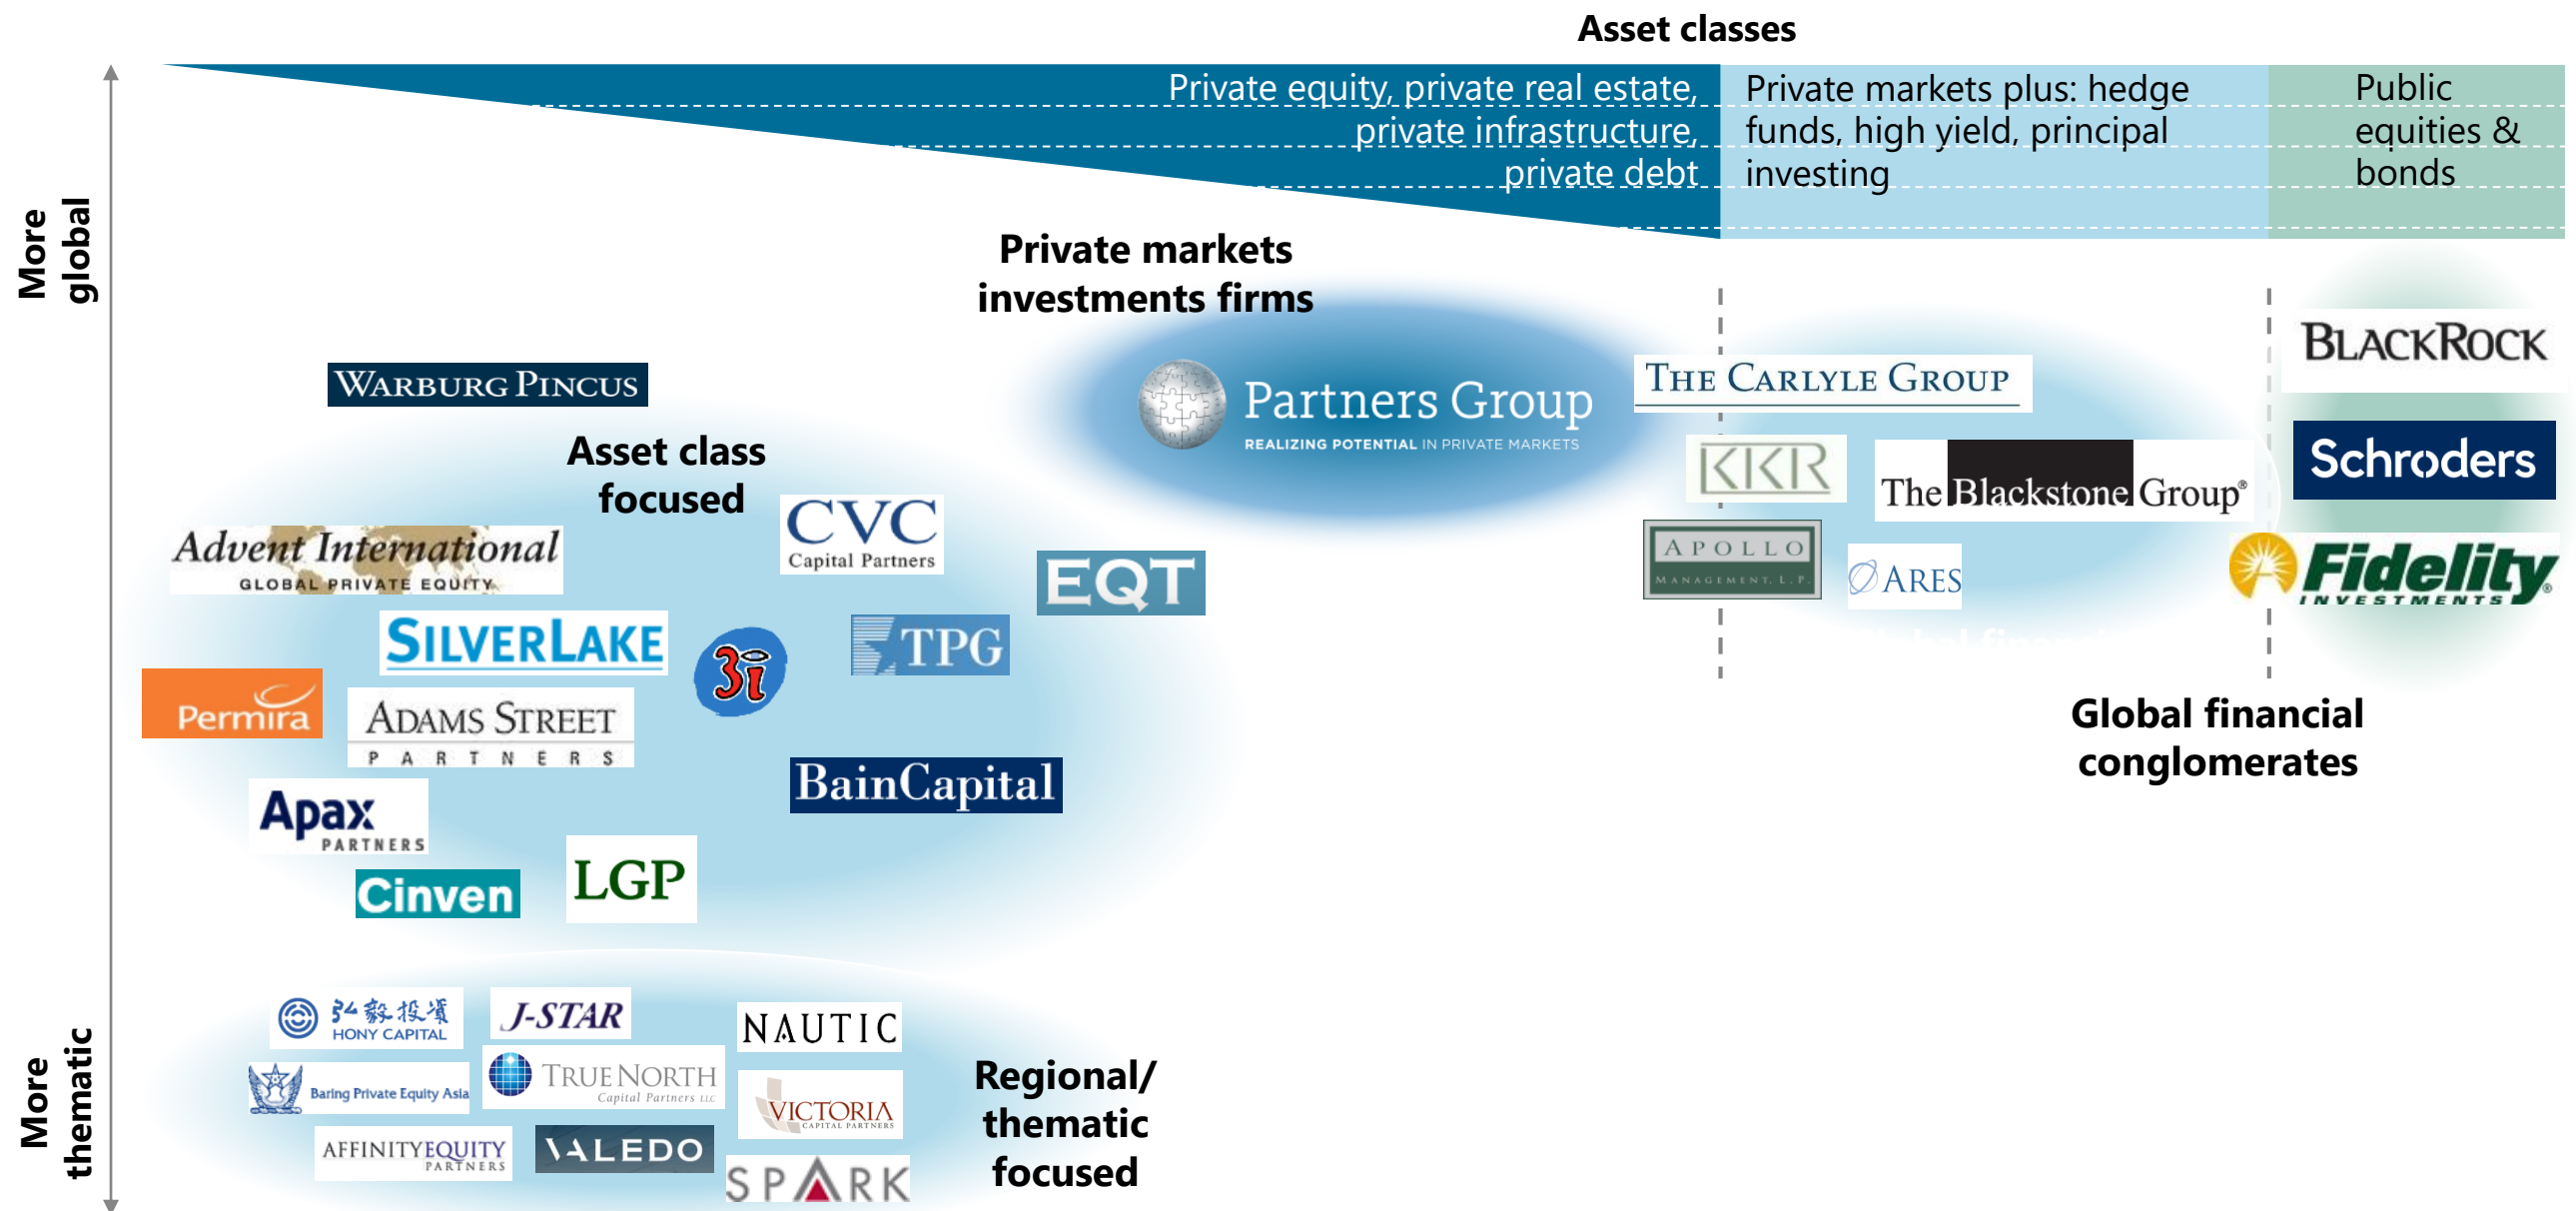 Asset classes
Private equity, private real estate,
private infrastructure,
private debt
Private markets plus: hedge
funds, high yield, principal
investing
Public
equities &
bonds
More
global
Private markets
investments firms
WARBURG PINCUS
Partners Group
REALIZING POTENTIAL IN PRIVATE MARKETS
THE CARLYLE GROUP
BLACKROCK
Asset class
focused
KKR
The Blackstone Group®
Schroders
CVC
Capital Partners
Advent International
GLOBAL PRIVATE EQUITY
EQT
APOLLO
MANAGEMENT, L.P.
ARES
Fidelity
INVESTMENTS
SILVERLAKE
3i
TPG
Permira
ADAMS STREET
PARTNERS
Global financial
conglomerates
BainCapital
Apax
PARTNERS
Cinven
LGP
弘毅投資
HONY CAPITAL
J-STAR
NAUTIC
More
thematic
Baring Private Equity Asia
TRUE NORTH
Capital Partners LLC
VICTORIA
CAPITAL PARTNERS
Regional/
thematic
focused
AFFINITYEQUITY
PARTNERS
VALEDO
SPARK